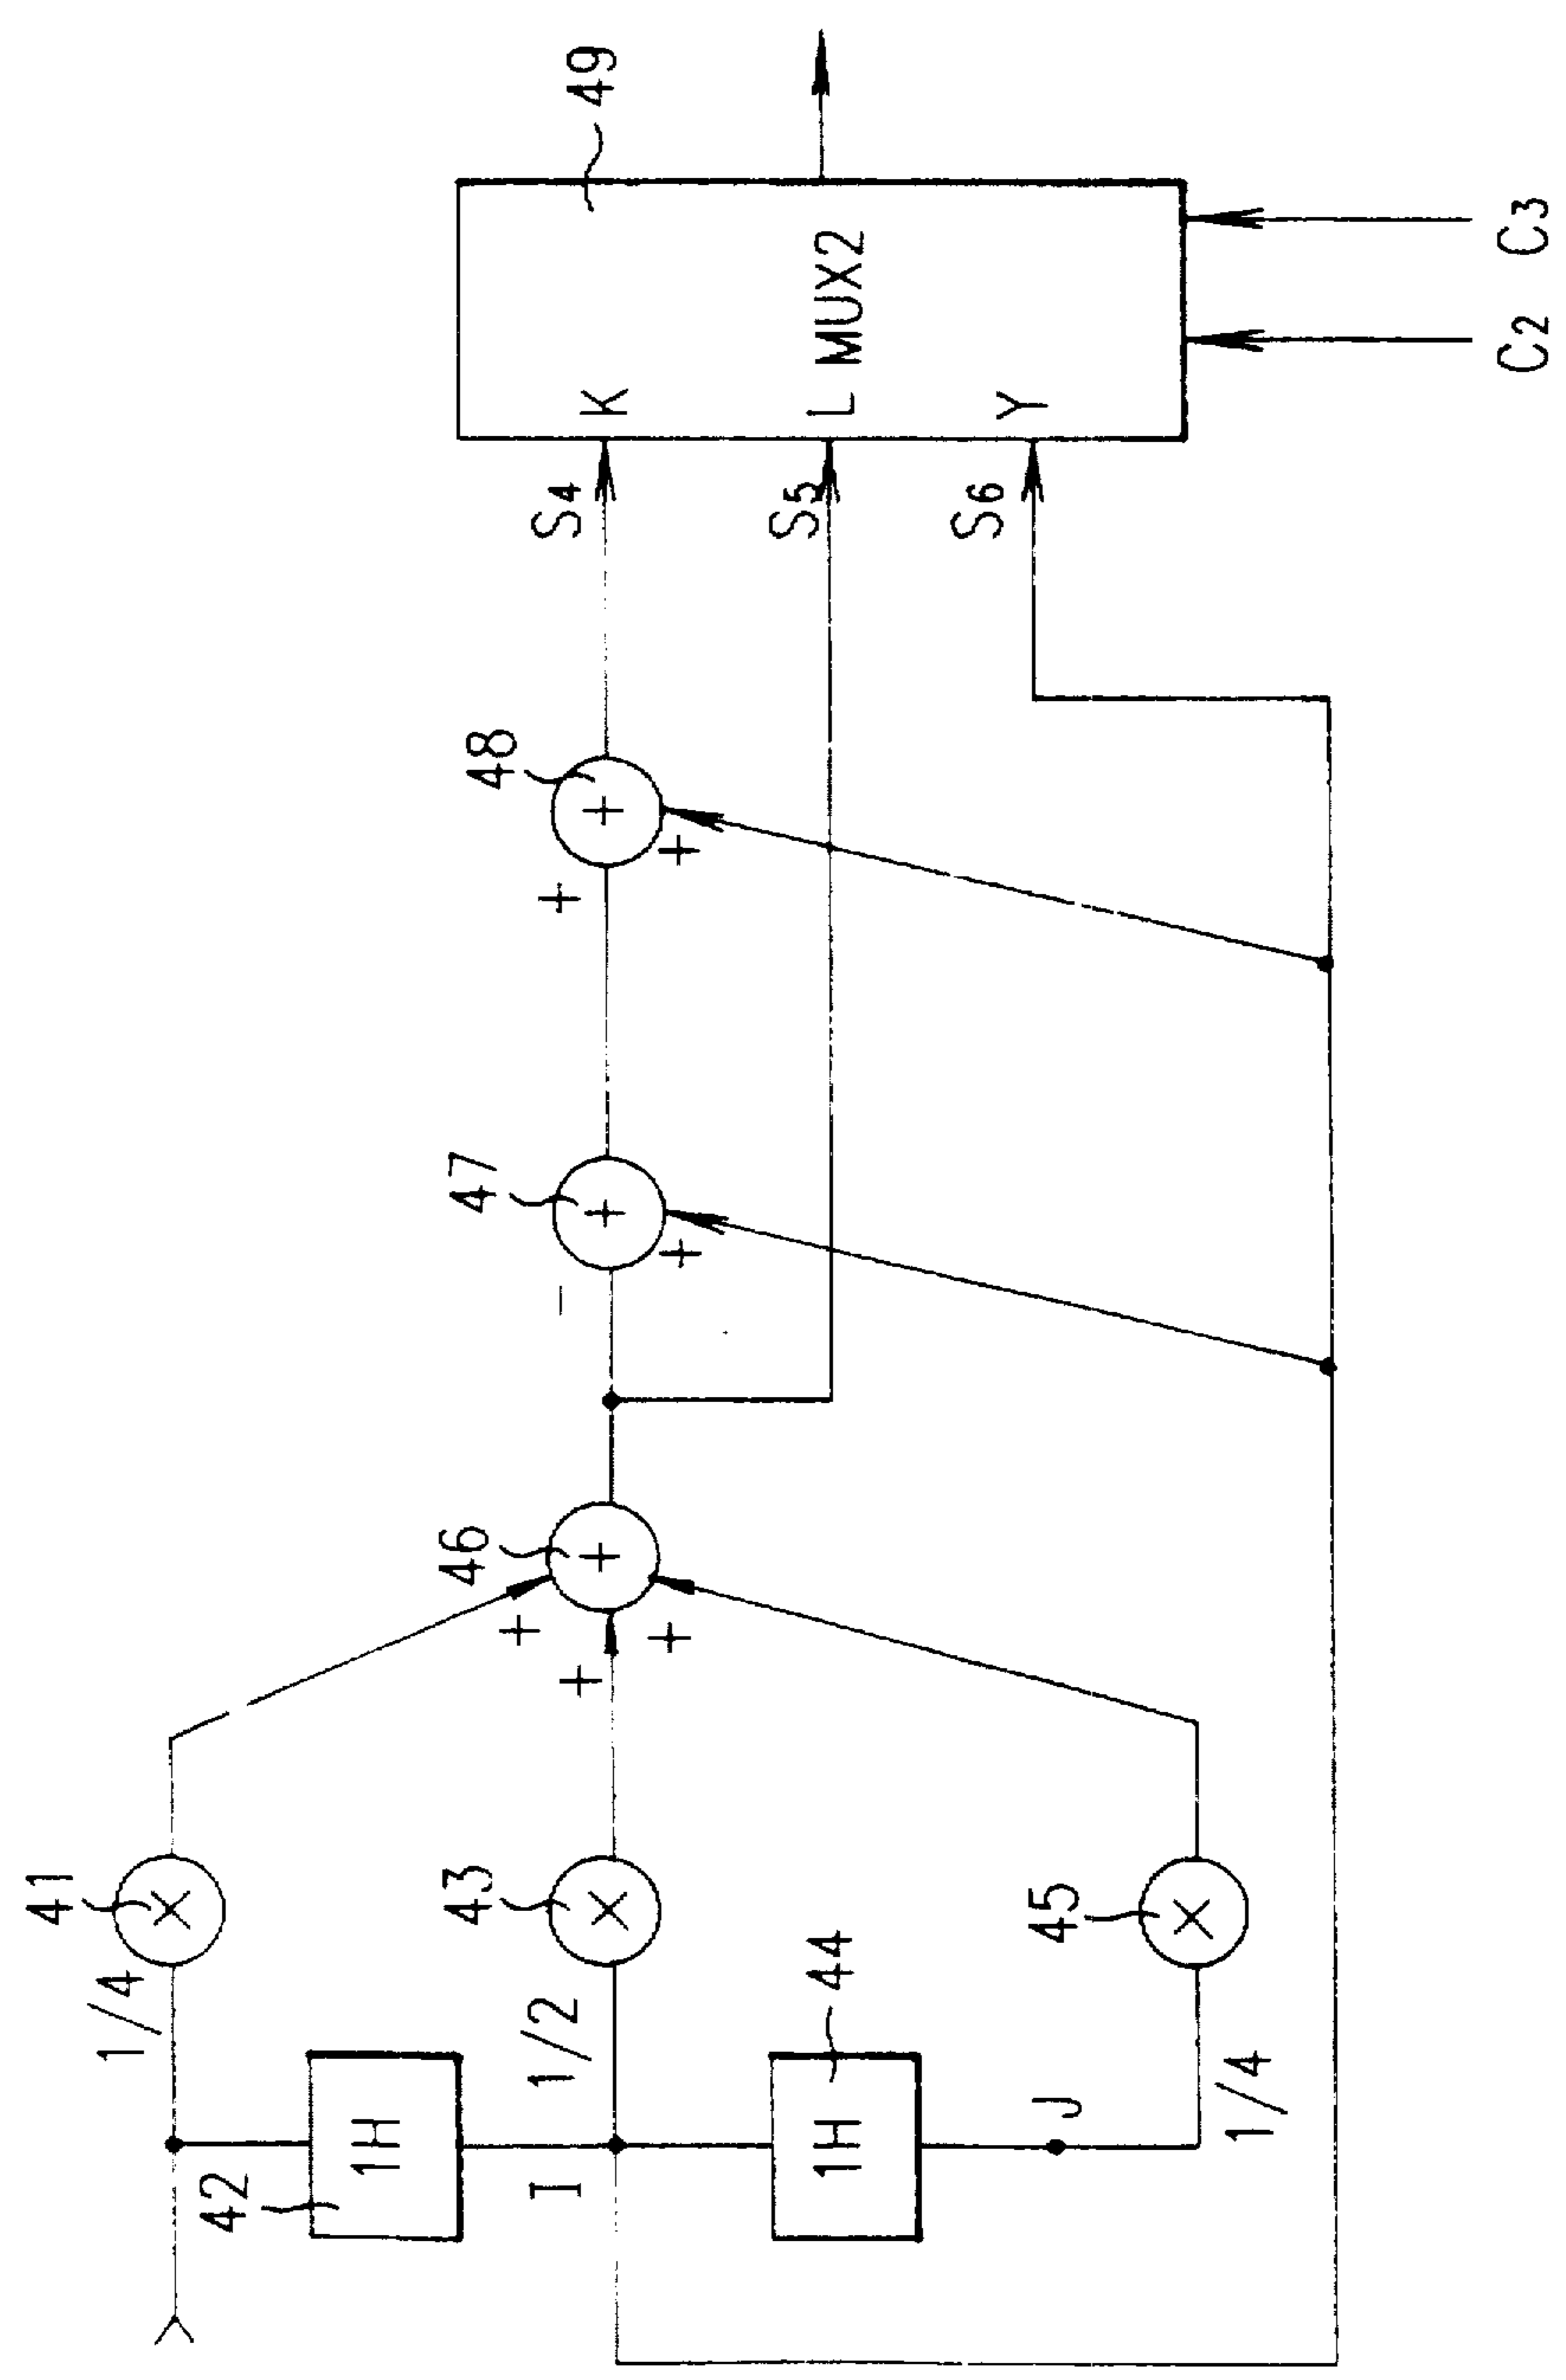 41
1/4
42
1H
I
1/2
43
1H
44
J
45
1/4
46
+
+
+
+
47
+
-
+
48
+
+
+
S4
S5
S6
K
L
Y
MUX2
49
C2
C3
×
×
×